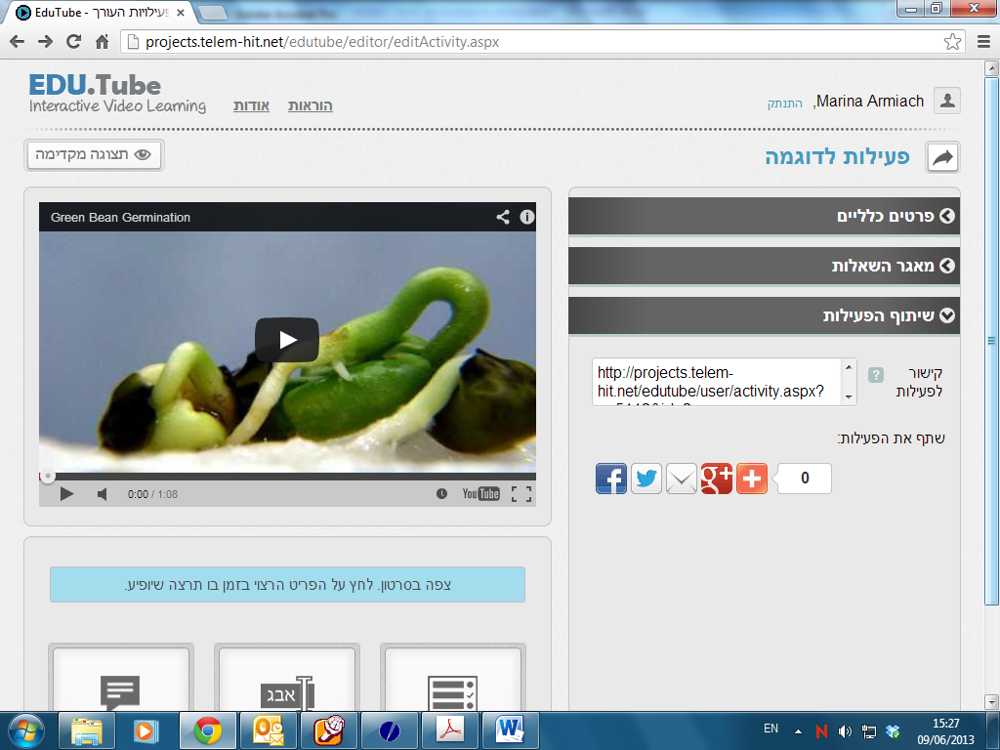 EduTube - פעילויות העורך
projects.telem-hit.net/edutube/editor/editActivity.aspx
EDU.Tube
Interactive Video Learning
אודות
הוראות
התנתק
,Marina Armiach
תצוגה מקדימה
פעילות לדוגמה
Green Bean Germination
0:00 / 1:08
YouTube
צפה בסרטון. לחץ על הפריט הרצוי בזמן בו תרצה שיופיע.
אבג
פרטים כלליים
מאגר השאלות
שיתוף הפעילות
קישור
לפעילות
?
http://projects.telem-
hit.net/edutube/user/activity.aspx?
שתף את הפעילות:
0
EN
15:27
09/06/2013